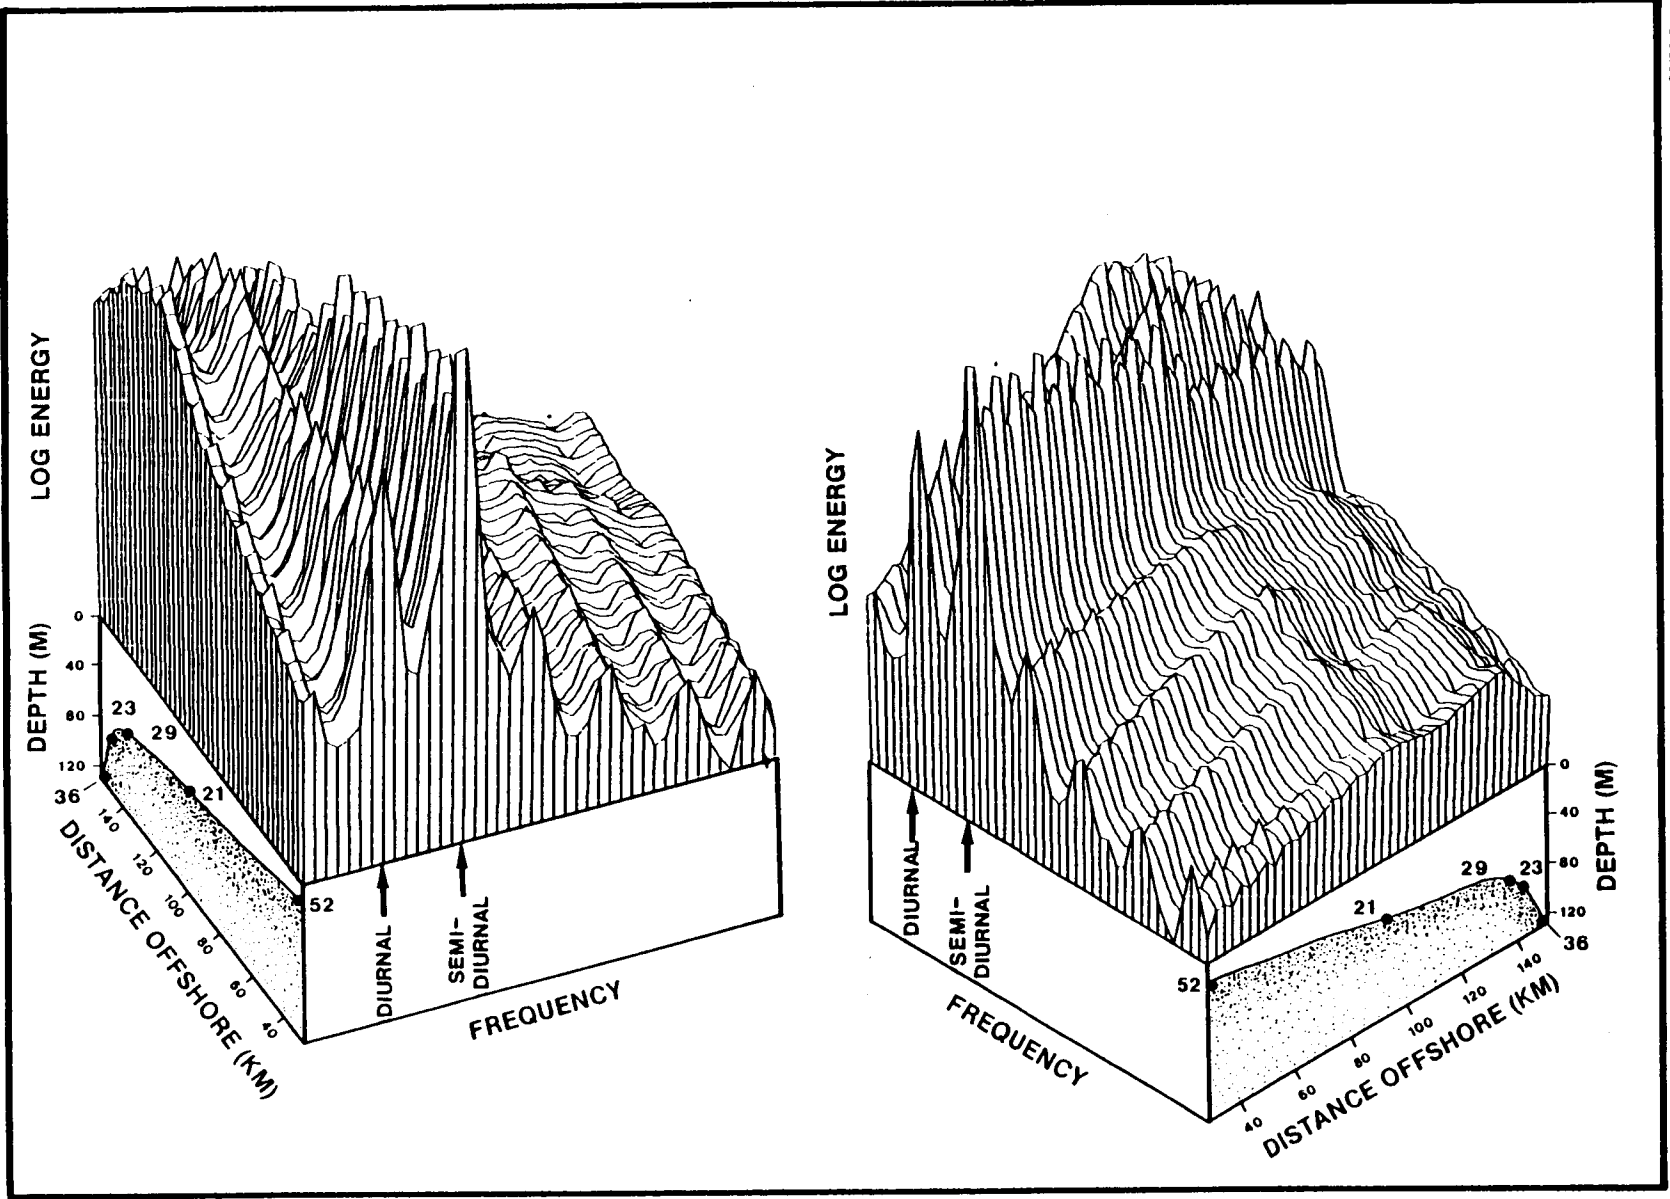 LOG ENERGY
DEPTH (M)
0
40
80
120
23
29
21
36
52
140
120
100
80
60
40
DISTANCE OFFSHORE (KM)
DIURNAL
SEMI-
DIURNAL
FREQUENCY
LOG ENERGY
DIURNAL
SEMI-
DIURNAL
FREQUENCY
0
40
80
120
DEPTH (M)
29
23
21
36
52
140
120
100
80
60
40
DISTANCE OFFSHORE (KM)